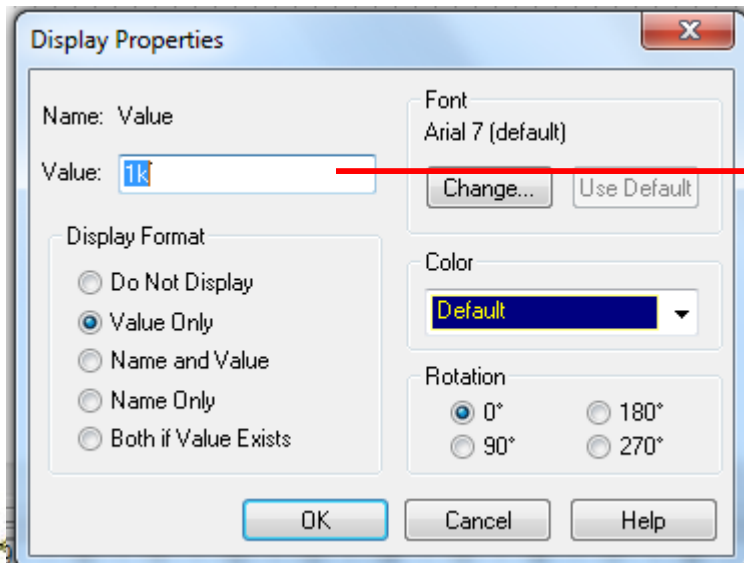 Display Properties
Name: Value
Value: 1k
Display Format
Do Not Display
Value Only
Name and Value
Name Only
Both if Value Exists
Font
Arial 7 (default)
Change...
Use Default
Color
Default
Rotation
0° 180°
90° 270°
OK Cancel Help